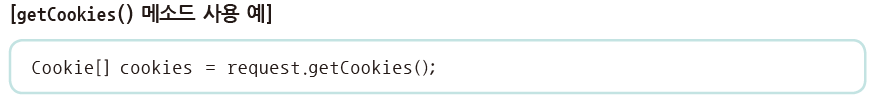 [getCookies() 메소드 사용 예]
Cookie[] cookies = request.getCookies();